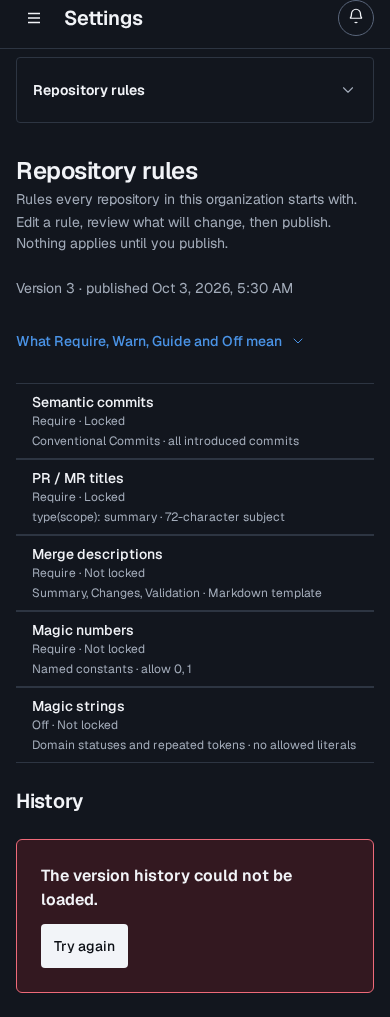 Settings
Repository rules
Repository rules
Rules every repository in this organization starts with.
Edit a rule, review what will change, then publish.
Nothing applies until you publish.
Version 3 · published Oct 3, 2026, 5:30 AM
What Require, Warn, Guide and Off mean
Semantic commits
Require · Locked
Conventional Commits · all introduced commits
PR / MR titles
Require · Locked
type(scope): summary · 72-character subject
Merge descriptions
Require · Not locked
Summary, Changes, Validation · Markdown template
Magic numbers
Require · Not locked
Named constants · allow 0, 1
Magic strings
Off · Not locked
Domain statuses and repeated tokens · no allowed literals
History
The version history could not be
loaded.
Try again